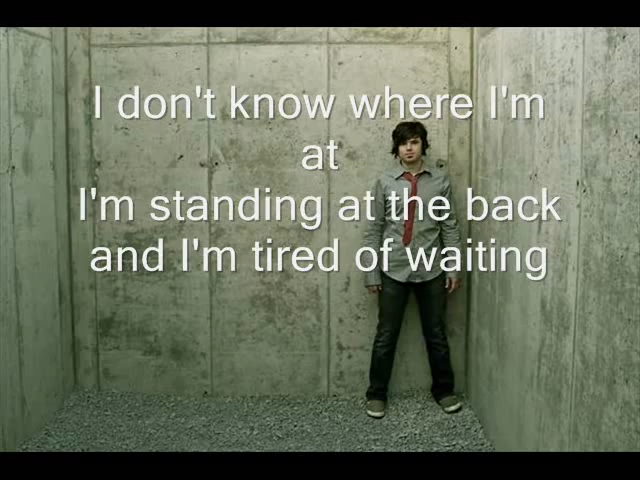 I don't know where I'm
at
I'm standing at the back
and I'm tired of waiting